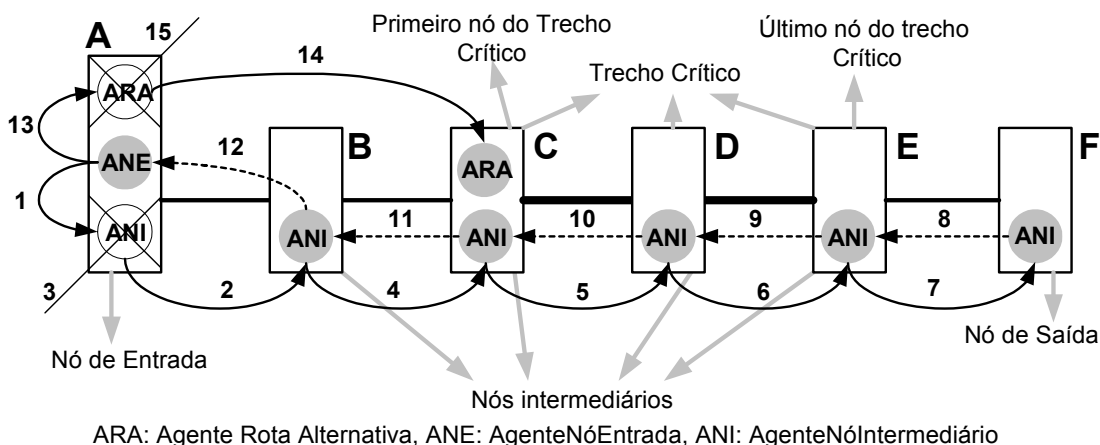 15
A
14
Primeiro nó do Trecho
Crítico
Trecho Crítico
Último nó do trecho
Crítico
ARA
13
12
B
C
D
E
F
ANE
ARA
1
11
10
9
8
ANI
ANI
ANI
ANI
ANI
ANI
3
2
4
5
6
7
Nó de Entrada
Nó de Saída
Nós intermediários
ARA: Agente Rota Alternativa, ANE: AgenteNóEntrada, ANI: AgenteNóIntermediário